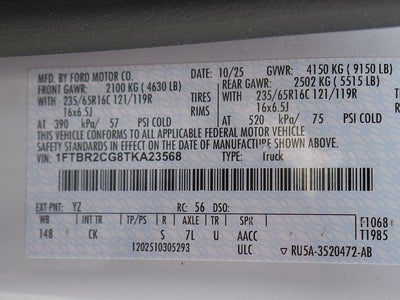 MFD. BY FORD MOTOR CO. 10/25 GVWR: 4150 KG ( 9150 LB)
FRONT GAWR: 2100 KG ( 4630 LB) REAR GAWR: 2502 KG ( 5515 LB)
WITH WITH
235/65R16C 121/119R TIRES 235/65R16C 121/119R
16x6.5J RIMS 16x6.5J
AT 390 kPa/ 57 PSI COLD AT 520 kPa/ 75 PSI COLD
THIS VEHICLE CONFORMS TO ALL APPLICABLE FEDERAL MOTOR VEHICLE
SAFETY STANDARDS IN EFFECT ON THE DATE OF MANUFACTURE SHOWN ABOVE.
VIN: 1FTBR2CG8TKA23568 TYPE: Truck
EXT PNT: YZ RC: 56 DSO:
WB INT TR TP/PS R AXLE TR SPR F1068
148 CK S 7L U AACC T1985
1202510305293 ULC RU5A-3520472-AB